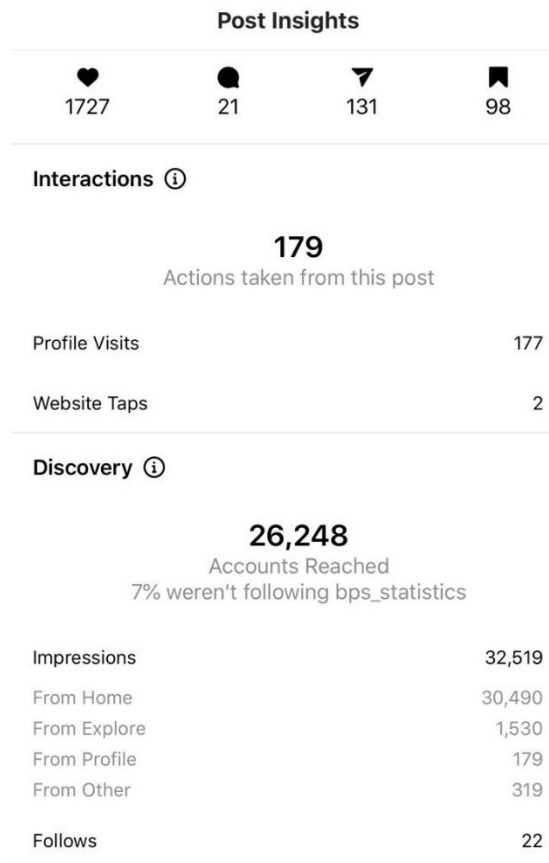 Post Insights
1727 21 131 98
Interactions
179
Actions taken from this post
Profile Visits 177
Website Taps 2
Discovery
26,248
Accounts Reached
7% weren't following bps_statistics
Impressions 32,519
From Home 30,490
From Explore 1,530
From Profile 179
From Other 319
Follows 22